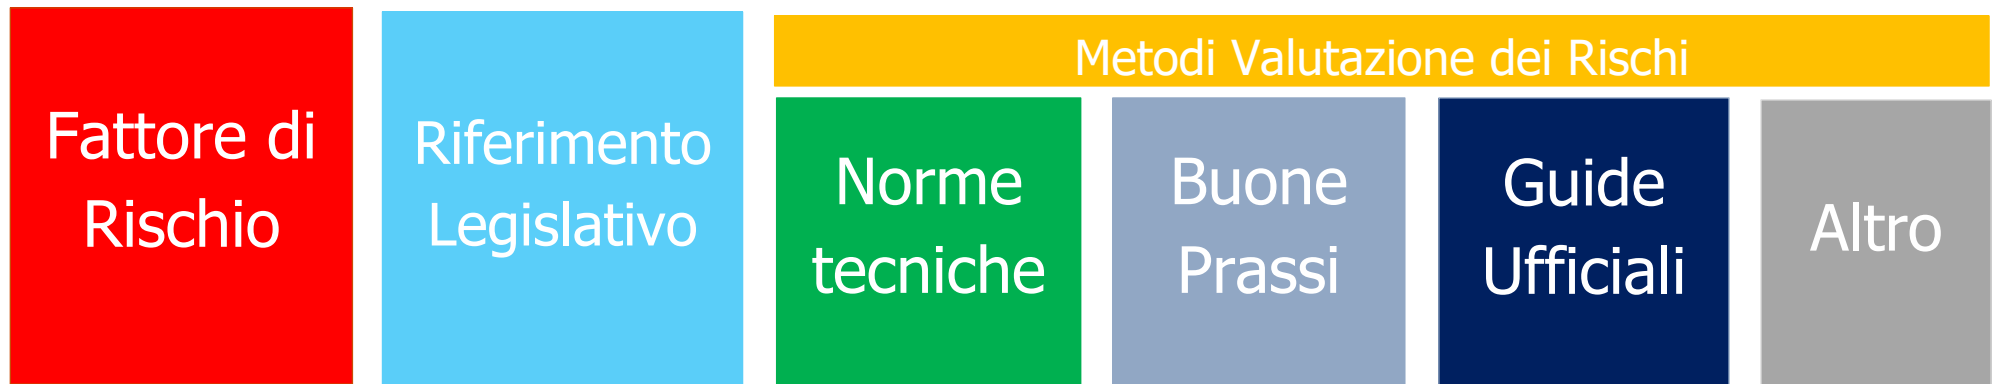 Fattore di
Rischio
Riferimento
Legislativo
Metodi Valutazione dei Rischi
Norme
tecniche
Buone
Prassi
Guide
Ufficiali
Altro